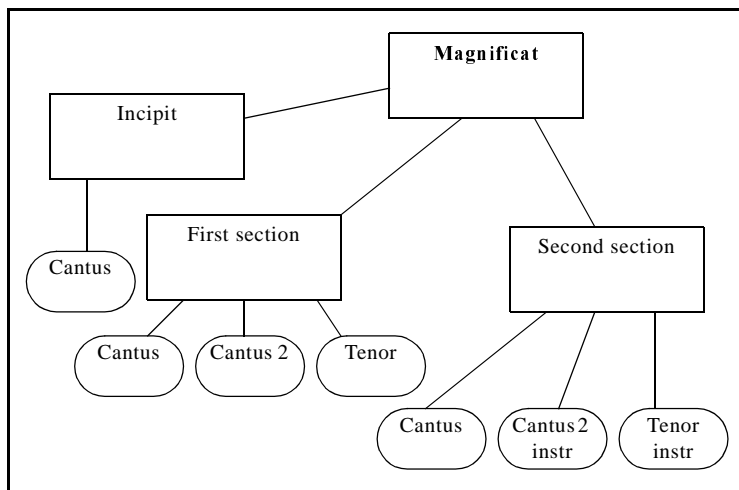 Magnificat
Incipit
First section
Second section
Cantus
Cantus
Cantus 2
Tenor
Cantus
Cantus 2
instr
Tenor
instr